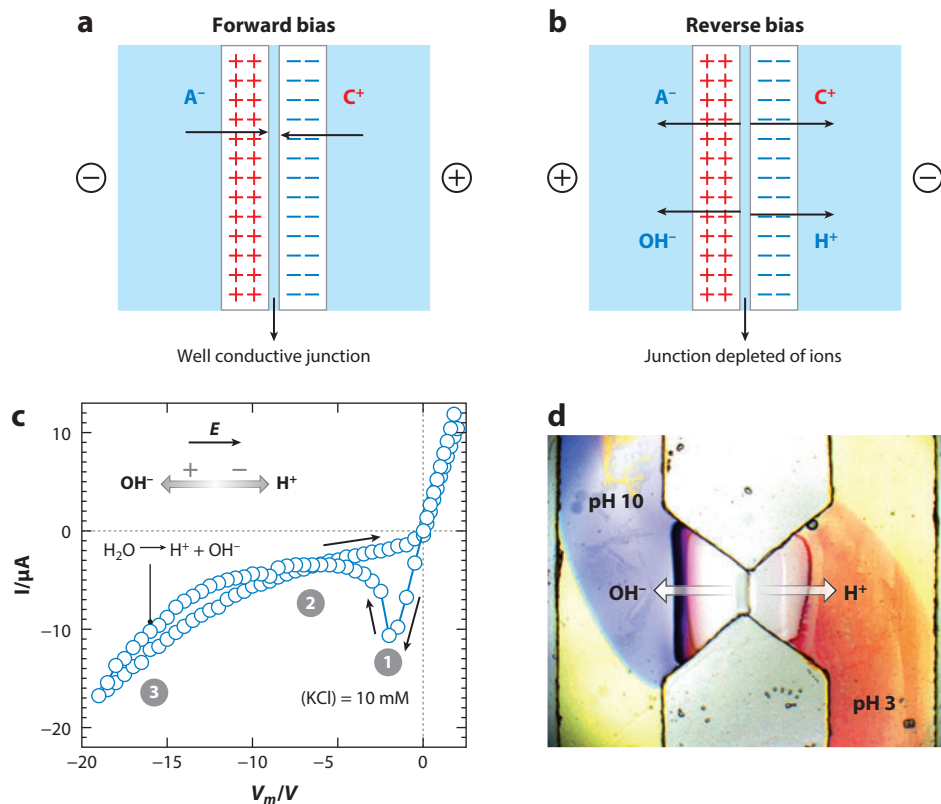 a
Forward bias
A⁻
C⁺
−
+
Well conductive junction
b
Reverse bias
A⁻
C⁺
+
−
OH⁻
H⁺
Junction depleted of ions
c
E
+ −
OH⁻
H⁺
H₂O → H⁺ + OH⁻
1
2
3
(KCl) = 10 mM
10
0
−10
−20
I/μA
−20
−15
−10
−5
0
Vₘ/V
d
pH 10
OH⁻
H⁺
pH 3